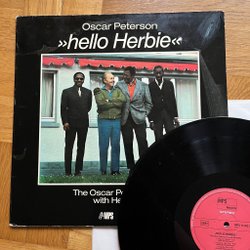 Oscar Peterson
»hello Herbie«
The Oscar Pe
with He
MPS